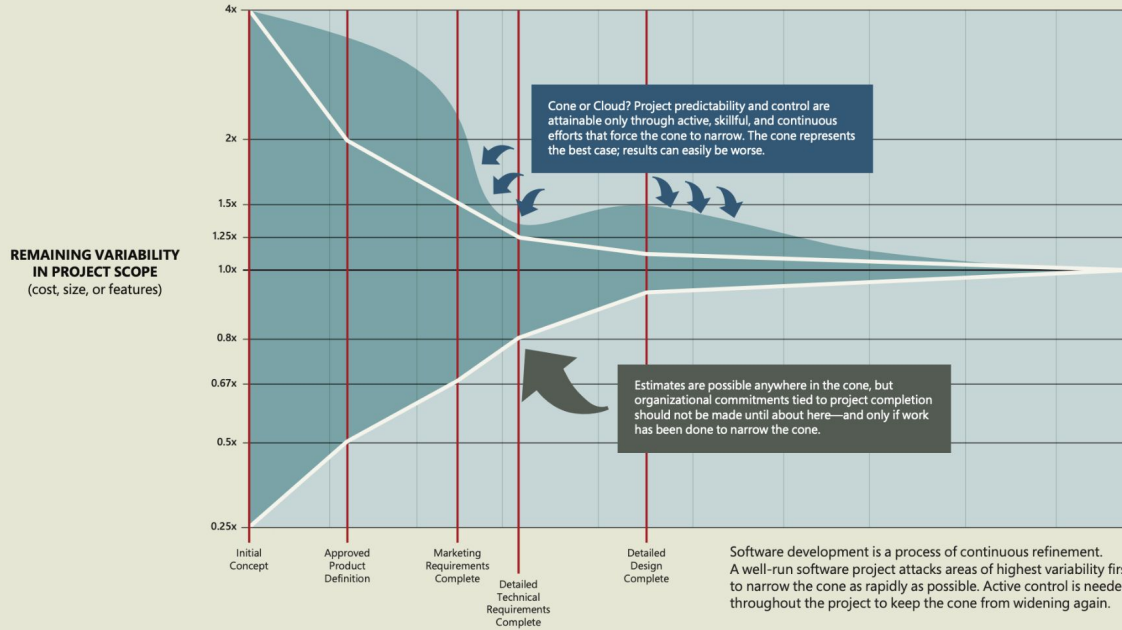 4x
2x
1.5x
1.25x
1.0x
0.8x
0.67x
0.5x
0.25x
REMAINING VARIABILITY
IN PROJECT SCOPE
(cost, size, or features)
Cone or Cloud? Project predictability and control are
attainable only through active, skillful, and continuous
efforts that force the cone to narrow. The cone represents
the best case; results can easily be worse.
Estimates are possible anywhere in the cone, but
organizational commitments tied to project completion
should not be made until about here—and only if work
has been done to narrow the cone.
Initial
Concept
Approved
Product
Definition
Marketing
Requirements
Complete
Detailed
Technical
Requirements
Complete
Detailed
Design
Complete
Software development is a process of continuous refinement.
A well-run software project attacks areas of highest variability
to narrow the cone as rapidly as possible. Active control is
throughout the project to keep the cone from widening again.